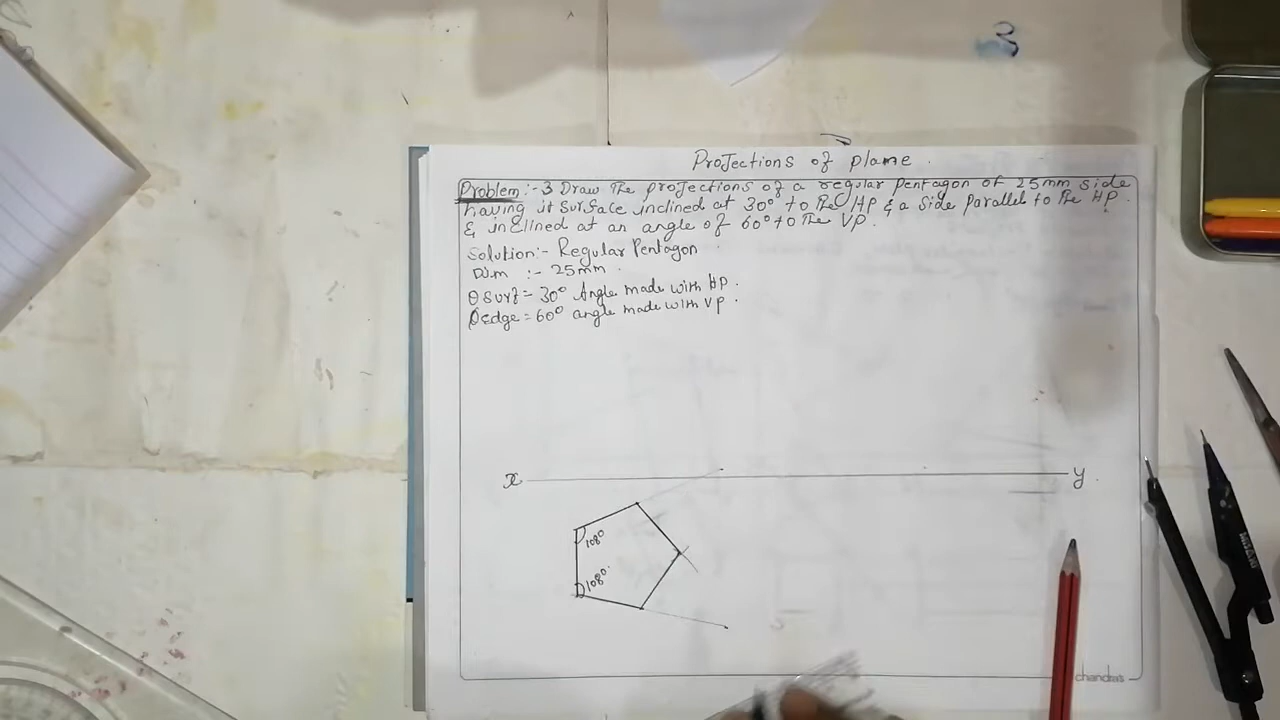 Projections of plane.
Problem:- 3 Draw The projections of a regular pentagon of 25mm side
having it surface inclined at 30° to The HP & a side parallel to The HP.
& inclined at an angle of 60° to The VP.
Solution:- Regular Pentagon
Dim :- 25mm.
θ surf = 30° Angle made with HP.
Øedge = 60° angle made with VP.
x
y.
108°
108°.
chandras